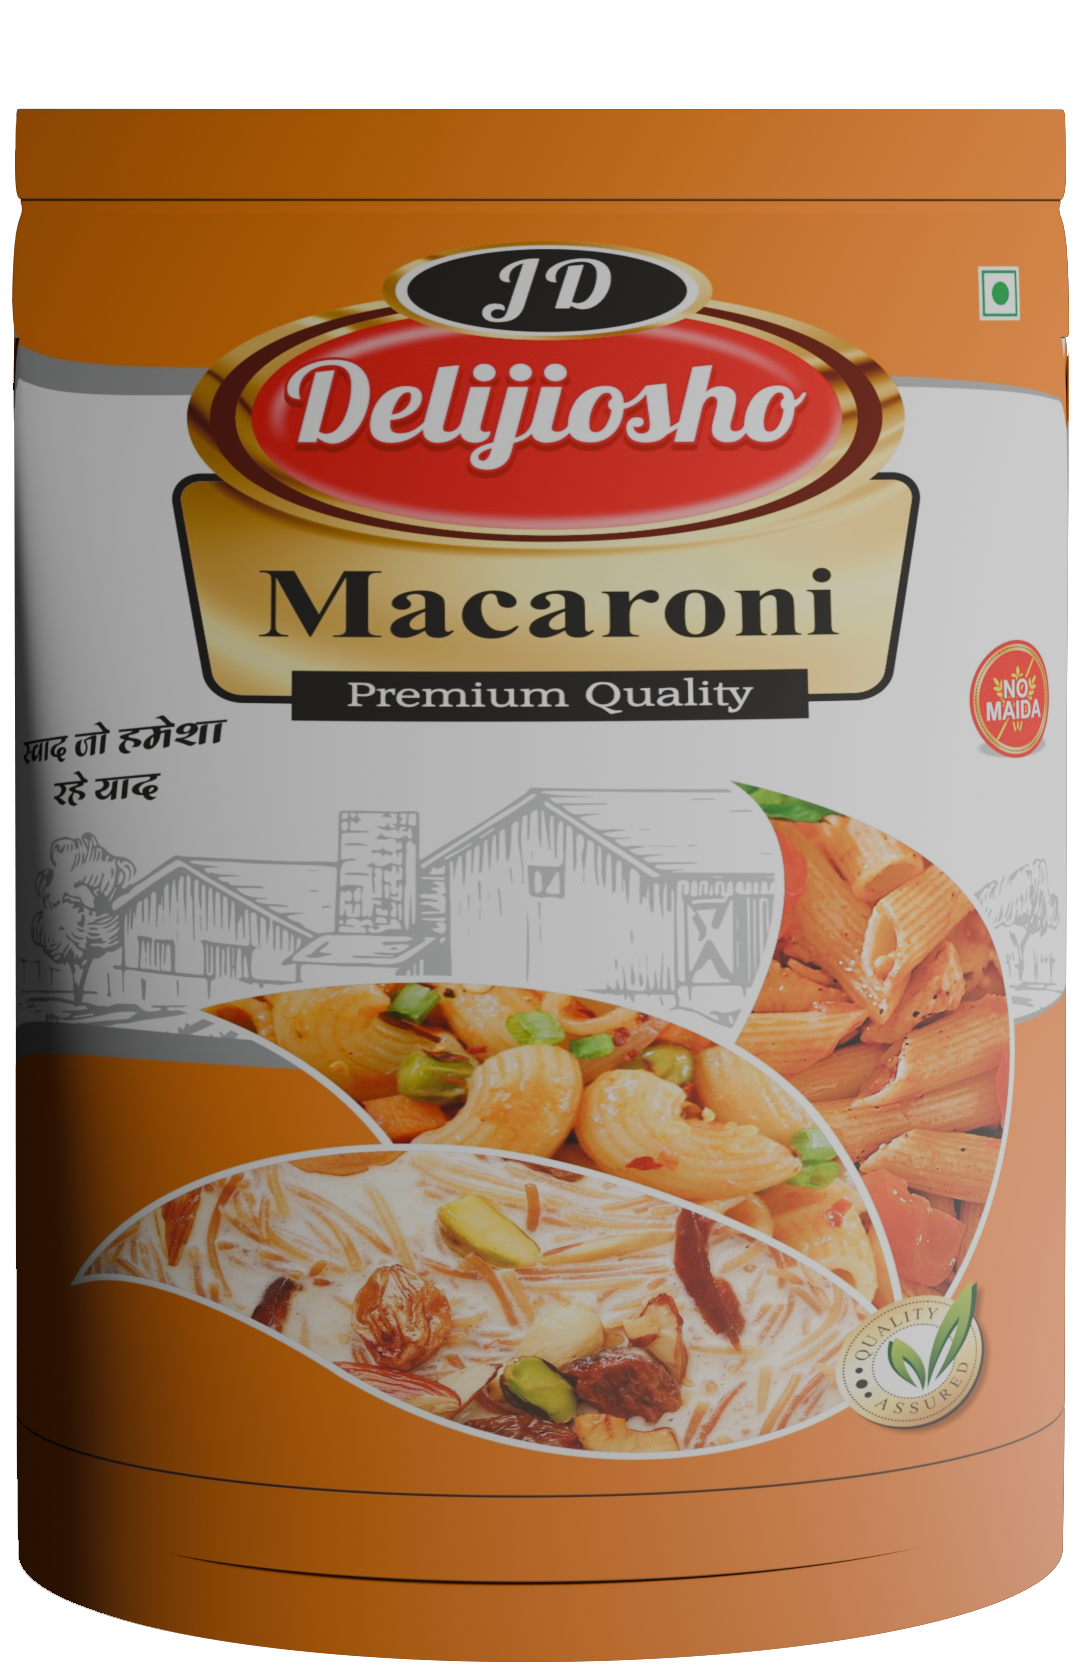 JD
Delijiosho
Macaroni
Premium Quality
NO
MAIDA
स्वाद जो हमेशा
रहे याद
QUALITY
ASSURED